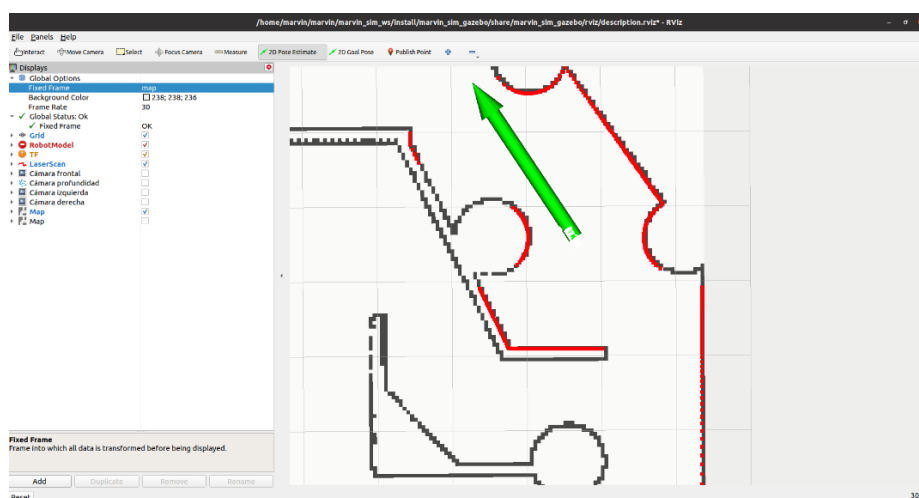 /home/marvin/marvin/marvin_sim_ws/install/marvin_sim_gazebo/share/marvin_sim_gazebo/rviz/description.rviz* - RViz
File Panels Help
Interact Move Camera Select Focus Camera Measure 2D Pose Estimate 2D Goal Pose Publish Point
Displays
Global Options
Fixed Frame map
Background Color 238; 238; 236
Frame Rate 30
Global Status: Ok
Fixed Frame OK
Grid
RobotModel
TF
LaserScan
Cámara frontal
Cámara profundidad
Cámara izquierda
Cámara derecha
Map
Map
Fixed Frame
Frame into which all data is transformed before being displayed.
Add Duplicate Remove Rename
Reset 30